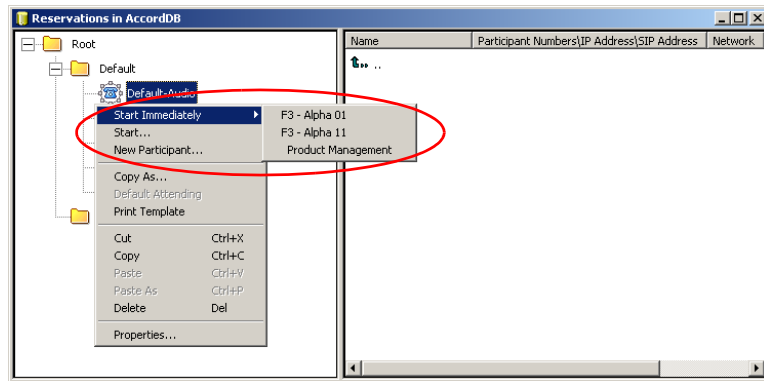 Reservations in AccordDB
Root
Default
Default-Audio
Start Immediately
Start...
New Participant...
Copy As...
Default Attending
Print Template
Cut Ctrl+X
Copy Ctrl+C
Paste Ctrl+V
Paste As Ctrl+P
Delete Del
Properties...
F3 - Alpha 01
F3 - Alpha 11
Product Management
Name Participant Numbers\IP Address\SIP Address Network
..